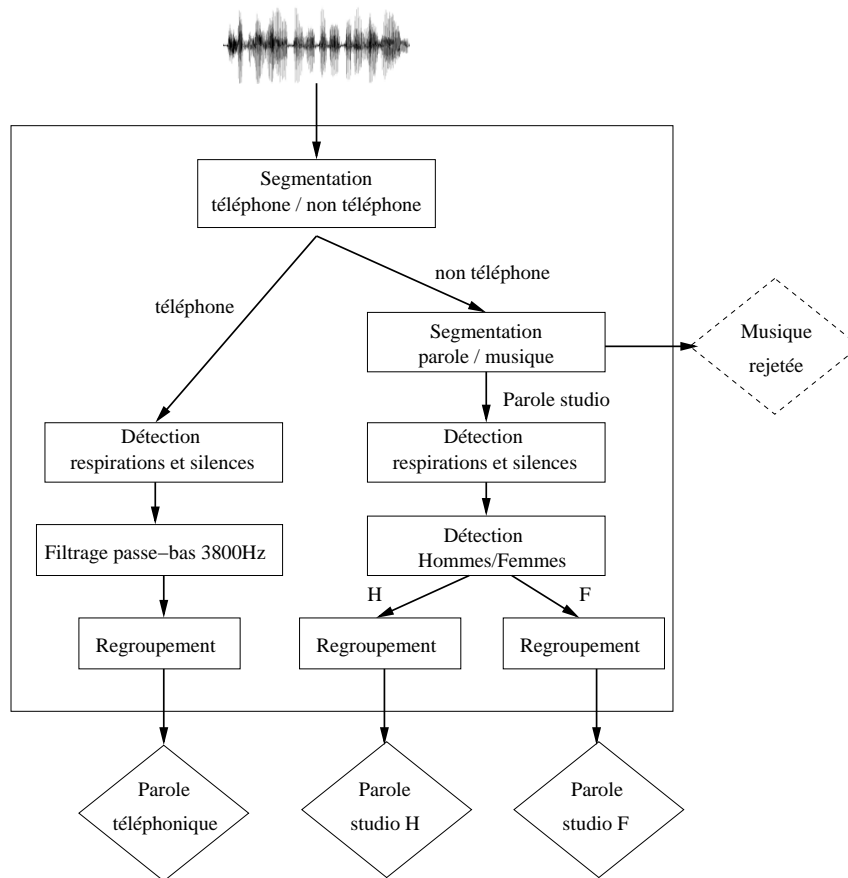 Segmentation
téléphone / non téléphone
non téléphone
téléphone
Segmentation
parole / musique
Musique
rejetée
Parole studio
Détection
respirations et silences
Détection
respirations et silences
Filtrage passe−bas 3800Hz
Détection
Hommes/Femmes
H
F
Regroupement
Regroupement
Regroupement
Parole
téléphonique
Parole
studio H
Parole
studio F